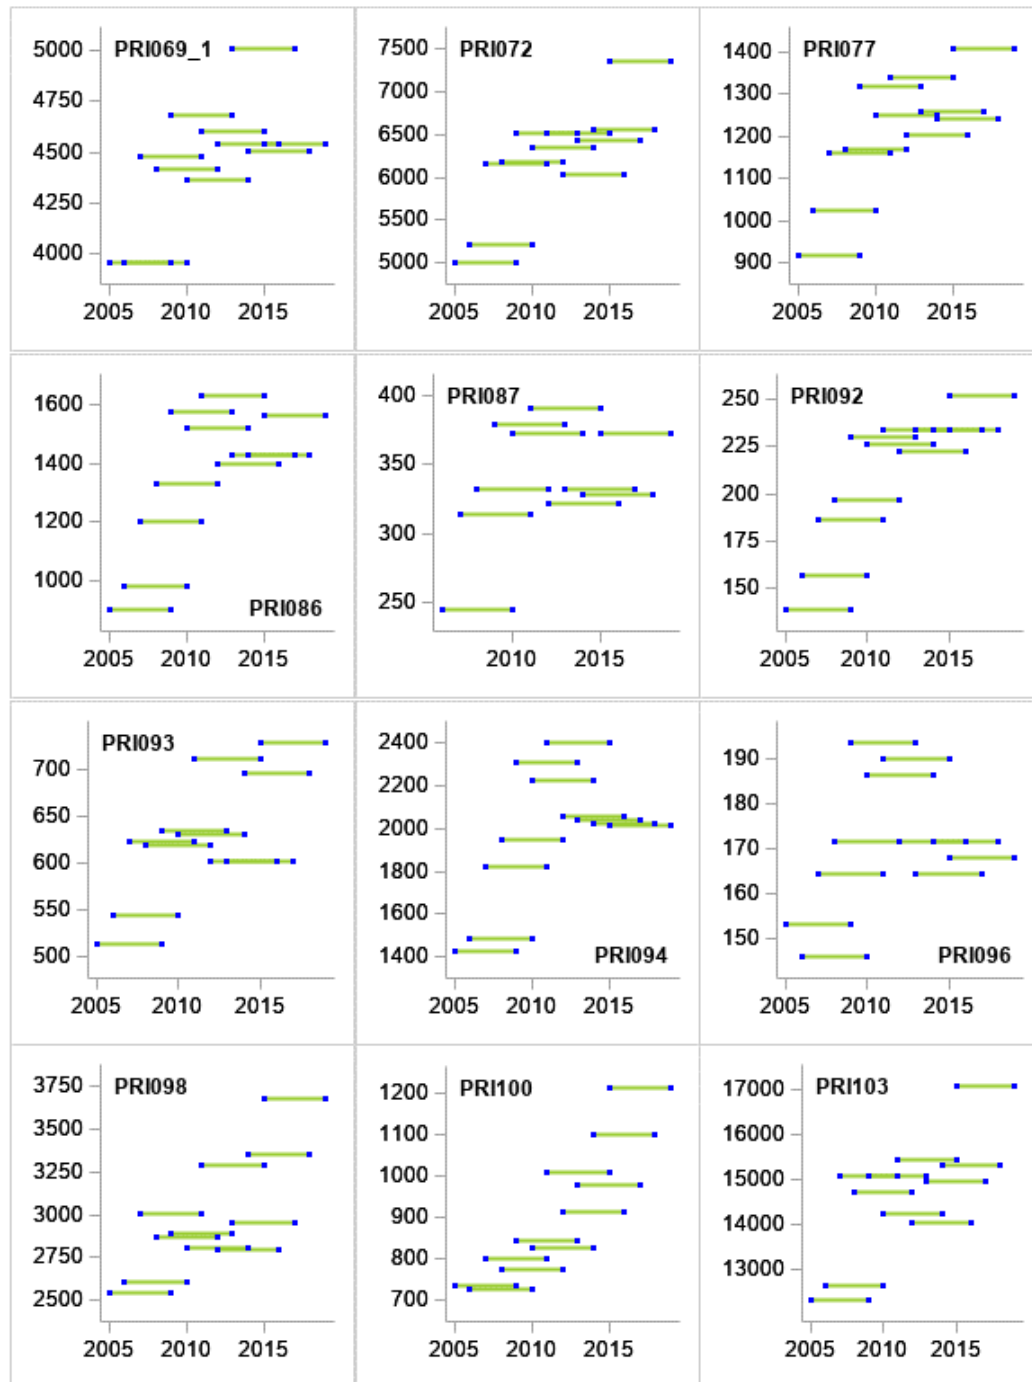 5000 PRI069_1
4750
4500
4250
4000
2005 2010 2015
7500 PRI072
7000
6500
6000
5500
5000
2005 2010 2015
1400 PRI077
1300
1200
1100
1000
900
2005 2010 2015
1600
1400
1200
1000
PRI086
2005 2010 2015
400 PRI087
350
300
250
2010 2015
250 PRI092
225
200
175
150
2005 2010 2015
PRI093
700
650
600
550
500
2005 2010 2015
2400
2200
2000
1800
1600
1400 PRI094
2005 2010 2015
190
180
170
160
150
PRI096
2005 2010 2015
3750 PRI098
3500
3250
3000
2750
2500
2005 2010 2015
1200 PRI100
1100
1000
900
800
700
2005 2010 2015
17000 PRI103
16000
15000
14000
13000
2005 2010 2015